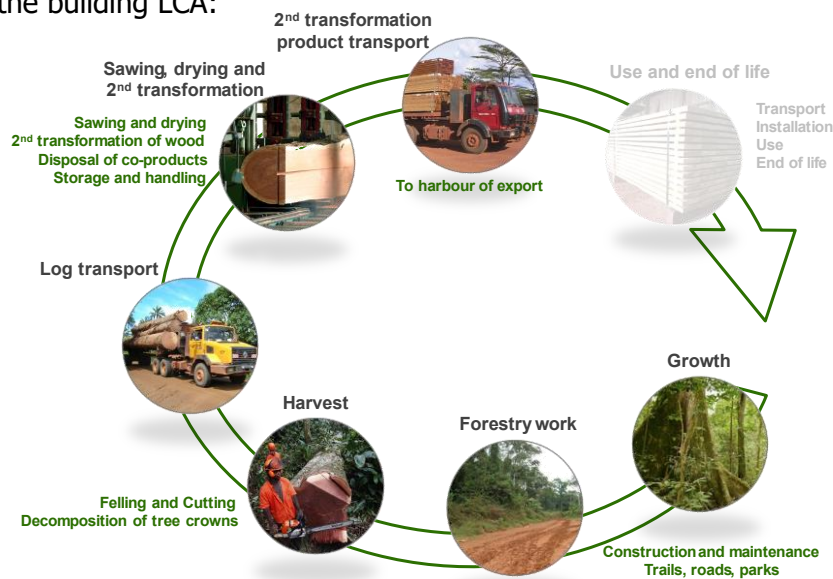 the building LCA:
2nd transformation
product transport
Sawing, drying and
2nd transformation
Use and end of life
Sawing and drying
2nd transformation of wood
Disposal of co-products
Storage and handling
Transport
Installation
Use
End of life
To harbour of export
Log transport
Growth
Harvest
Forestry work
Felling and Cutting
Decomposition of tree crowns
Construction and maintenance
Trails, roads, parks